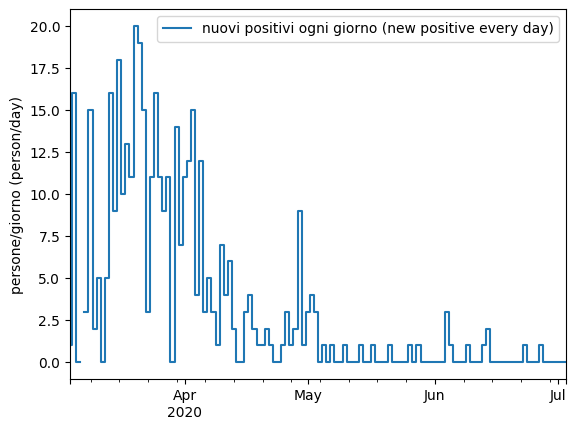 nuovi positivi ogni giorno (new positive every day)
persone/giorno (person/day)
20.0
17.5
15.0
12.5
10.0
7.5
5.0
2.5
0.0
Apr
2020
May
Jun
Jul